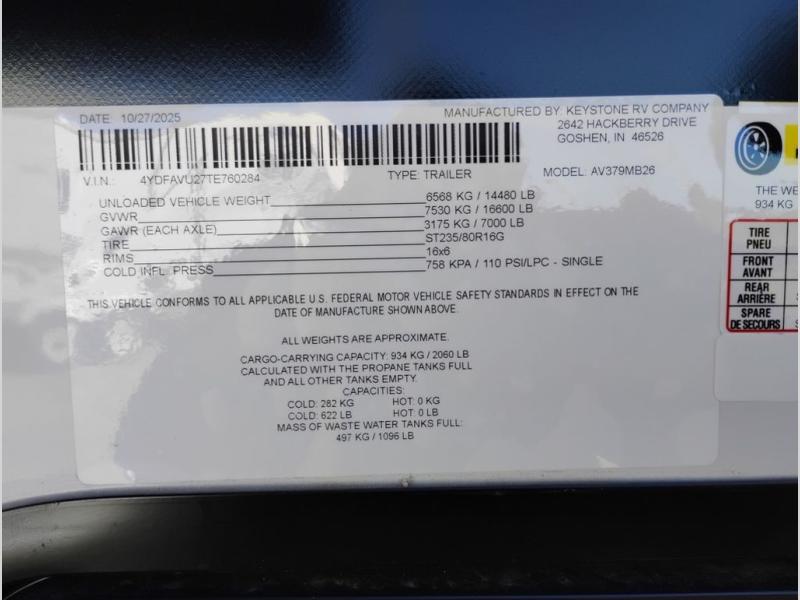 DATE 10/27/2025
MANUFACTURED BY: KEYSTONE RV COMPANY
2642 HACKBERRY DRIVE
GOSHEN, IN 46526
V.I.N.: 4YDFAVU27TE760284 TYPE: TRAILER MODEL: AV379MB26
UNLOADED VEHICLE WEIGHT 6568 KG / 14480 LB
GVWR 7530 KG / 16600 LB
GAWR (EACH AXLE) 3175 KG / 7000 LB
TIRE ST235/80R16G
RIMS 16x6
COLD INFL. PRESS 758 KPA / 110 PSI/LPC - SINGLE
THIS VEHICLE CONFORMS TO ALL APPLICABLE U.S. FEDERAL MOTOR VEHICLE SAFETY STANDARDS IN EFFECT ON THE
DATE OF MANUFACTURE SHOWN ABOVE.
ALL WEIGHTS ARE APPROXIMATE.
CARGO-CARRYING CAPACITY: 934 KG / 2060 LB
CALCULATED WITH THE PROPANE TANKS FULL
AND ALL OTHER TANKS EMPTY.
CAPACITIES:
COLD: 282 KG HOT: 0 KG
COLD: 622 LB HOT: 0 LB
MASS OF WASTE WATER TANKS FULL:
497 KG / 1096 LB
THE WE
934 KG
TIRE
PNEU
FRONT
AVANT
REAR
ARRIÈRE
SPARE
DE SECOURS